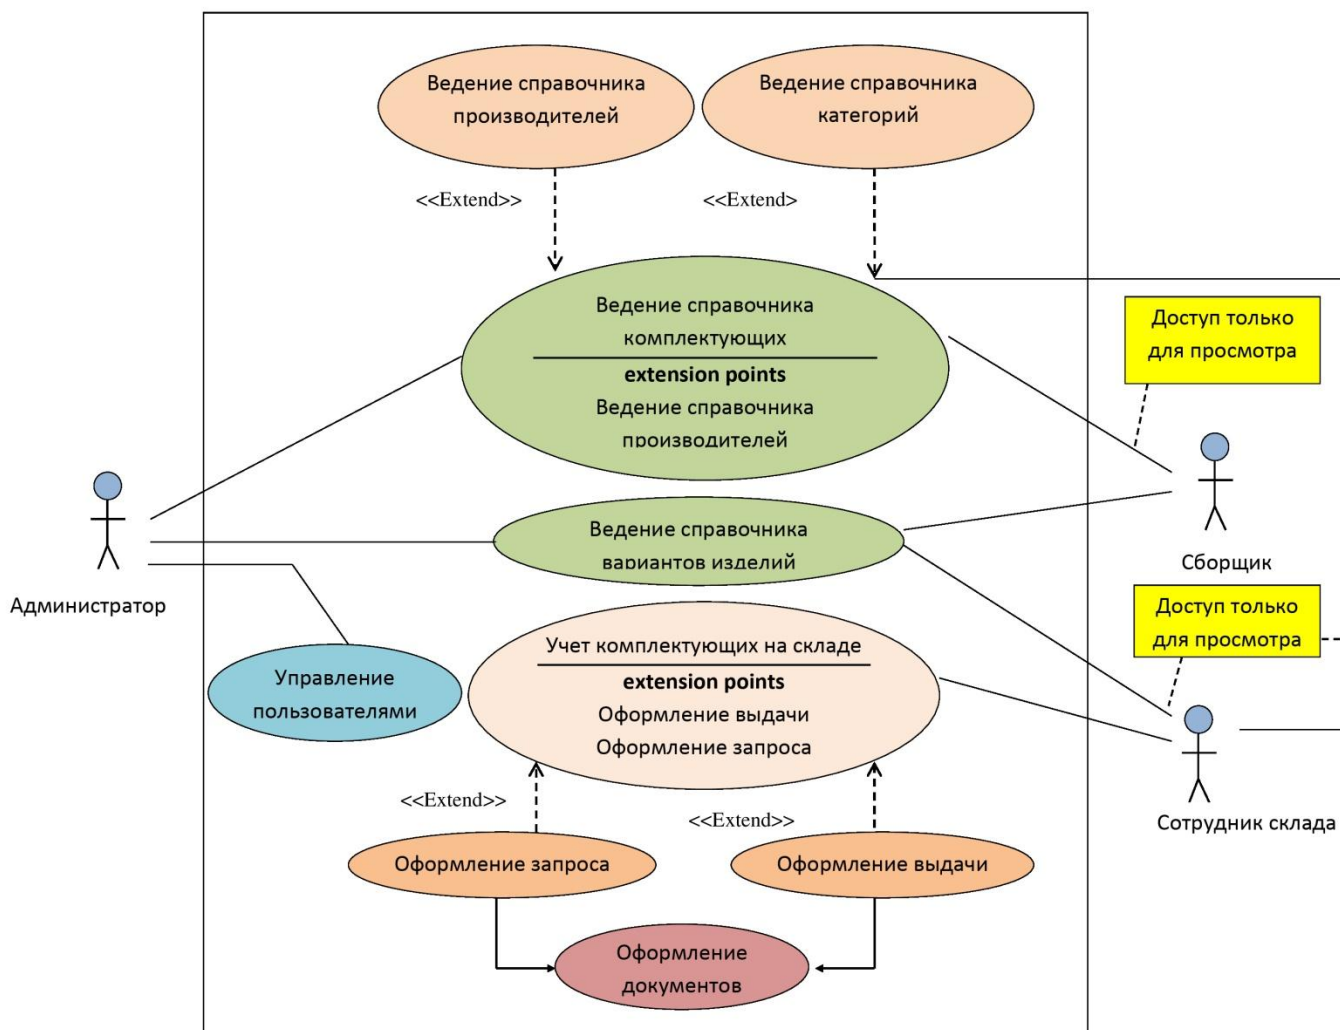 Ведение справочника
производителей
Ведение справочника
категорий
<<Extend>>
<<Extend>
Ведение справочника
комплектующих
extension points
Ведение справочника
производителей
Доступ только
для просмотра
Ведение справочника
вариантов изделий
Администратор
Сборщик
Доступ только
для просмотра
Учет комплектующих на складе
extension points
Оформление выдачи
Оформление запроса
Управление
пользователями
<<Extend>>
<<Extend>>
Сотрудник склада
Оформление запроса
Оформление выдачи
Оформление
документов